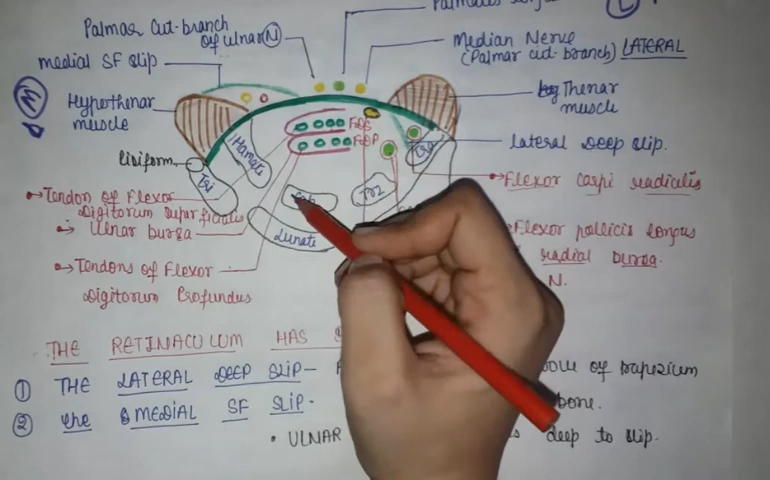 Palmar Cut-branch
of ulnar (N)
medial SF slip
(M)
Hypothenar
muscle
Median Nerve
(Palmar cut-branch) LATERAL
(L)
Thenar
muscle
lateral Deep slip.
FDS
FDP
Hamate
Pisiform
Tri
Lunate
Tendon of Flexor
Digitorum Superficialis
Ulnar bursa
Tendons of Flexor
Digitorum Profundus
Flexor Carpi radialis
Flexor pollicis longus
radial bursa.
N.
THE RETINACULUM HAS
① THE LATERAL DEEP SLIP-
of trapezium
bone.
② the MEDIAL SF SLIP.
• ULNAR
deep to slip.